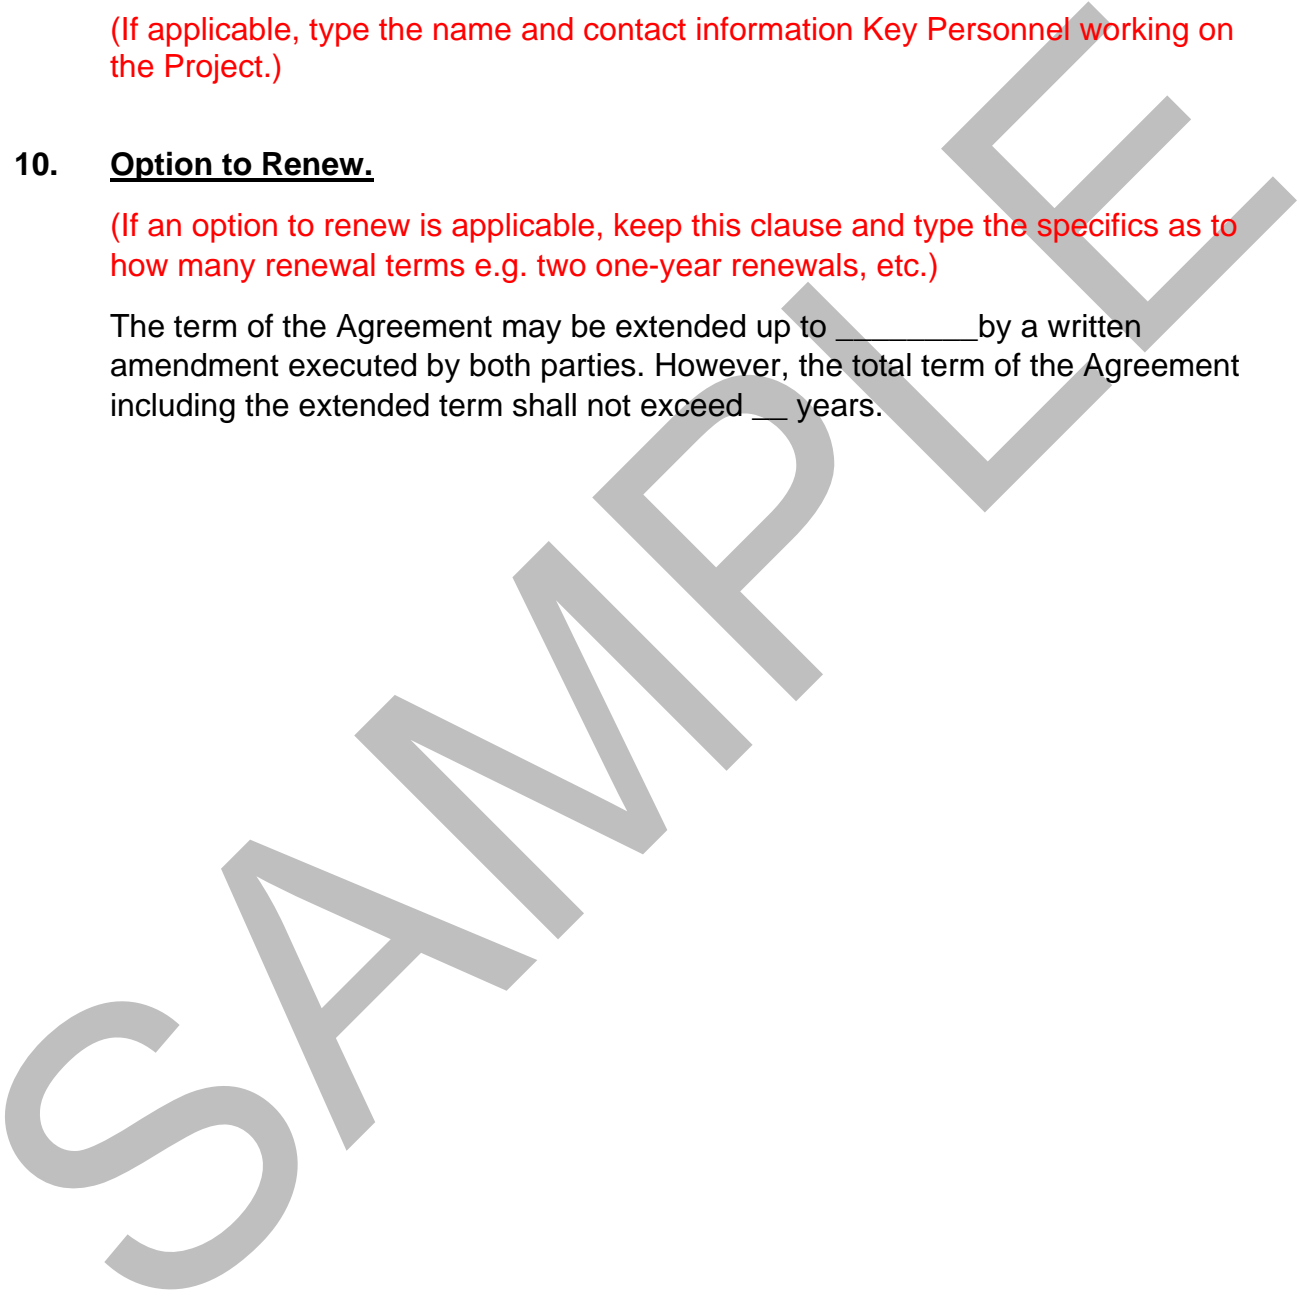 (If applicable, type the name and contact information Key Personnel working on
the Project.)
10. Option to Renew.
(If an option to renew is applicable, keep this clause and type the specifics as to
how many renewal terms e.g. two one-year renewals, etc.)
The term of the Agreement may be extended up to ________by a written
amendment executed by both parties. However, the total term of the Agreement
including the extended term shall not exceed __ years.
SAMPLE